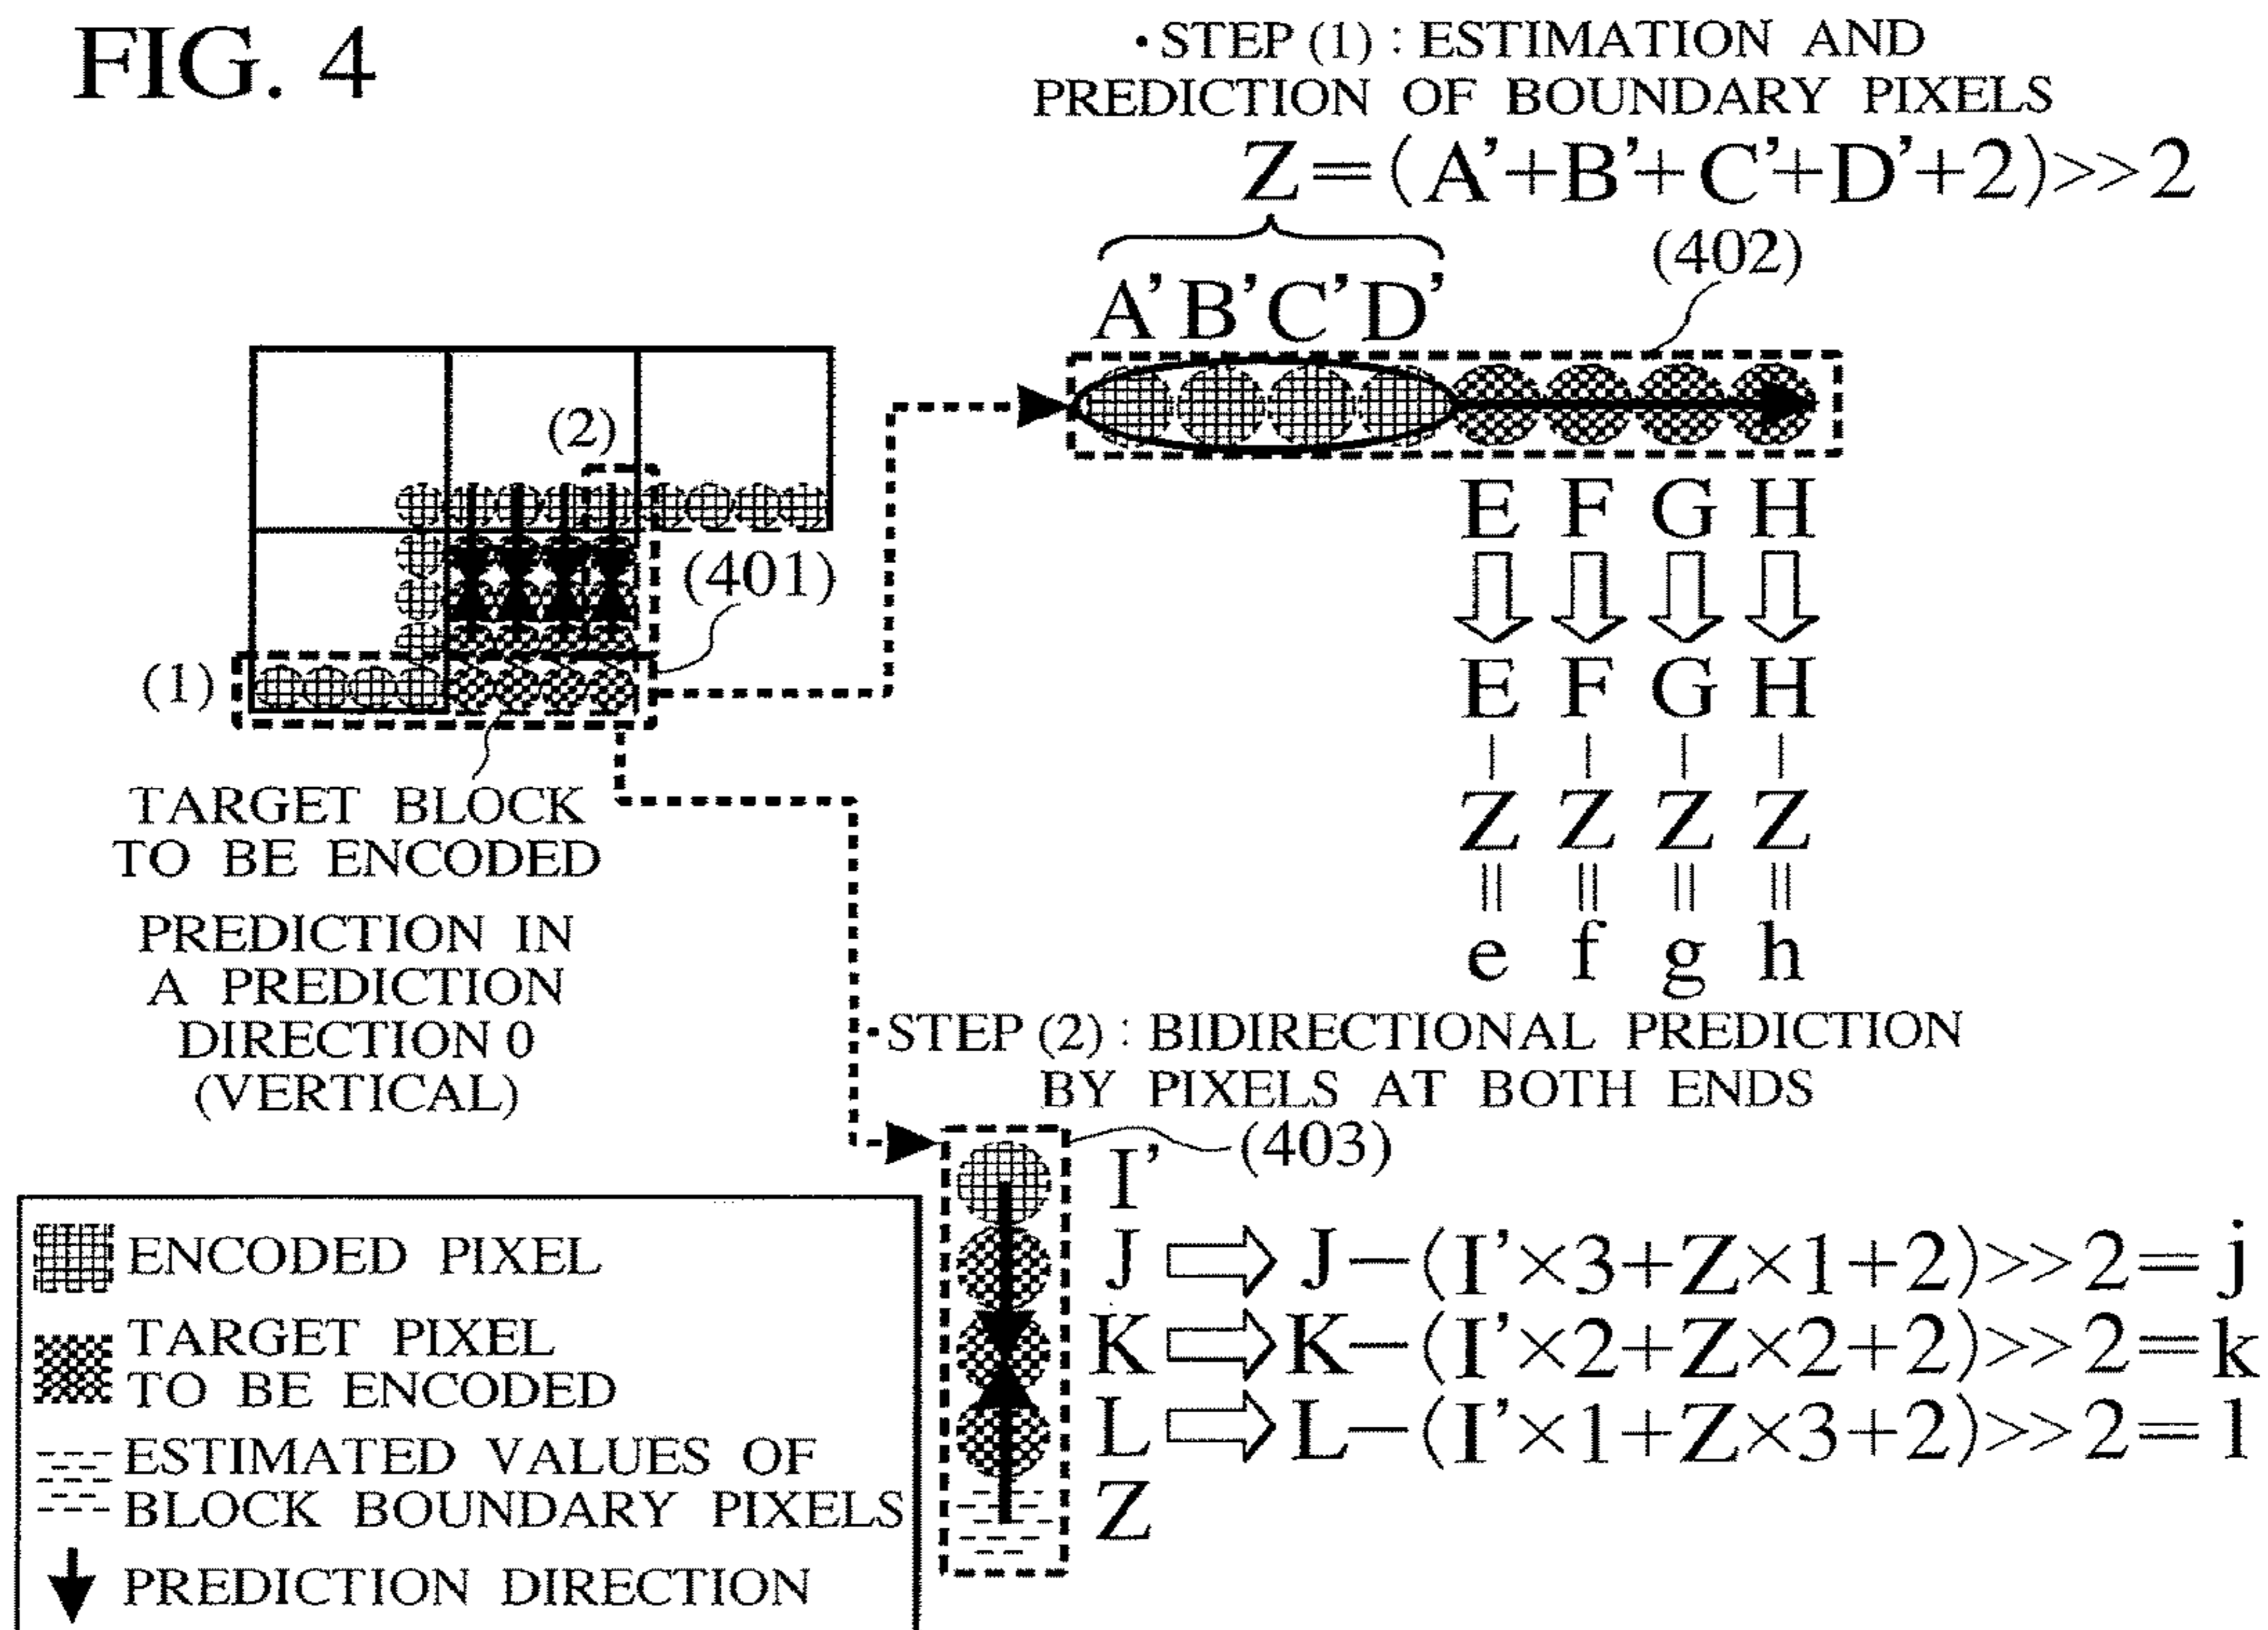 FIG. 4
• STEP (1) : ESTIMATION AND
PREDICTION OF BOUNDARY PIXELS
Z=(A'+B'+C'+D'+2)>>2
(402)
A' B' C' D'
(2)
(401)
(1)
E F G H
E F G H
– – – –
Z Z Z Z
= = = =
e f g h
TARGET BLOCK
TO BE ENCODED
PREDICTION IN
A PREDICTION
DIRECTION 0
(VERTICAL)
• STEP (2) : BIDIRECTIONAL PREDICTION
BY PIXELS AT BOTH ENDS
(403)
I'
J ⇨ J−(I'×3+Z×1+2)>>2=j
K ⇨ K−(I'×2+Z×2+2)>>2=k
L ⇨ L−(I'×1+Z×3+2)>>2=l
Z
ENCODED PIXEL
TARGET PIXEL
TO BE ENCODED
ESTIMATED VALUES OF
BLOCK BOUNDARY PIXELS
PREDICTION DIRECTION